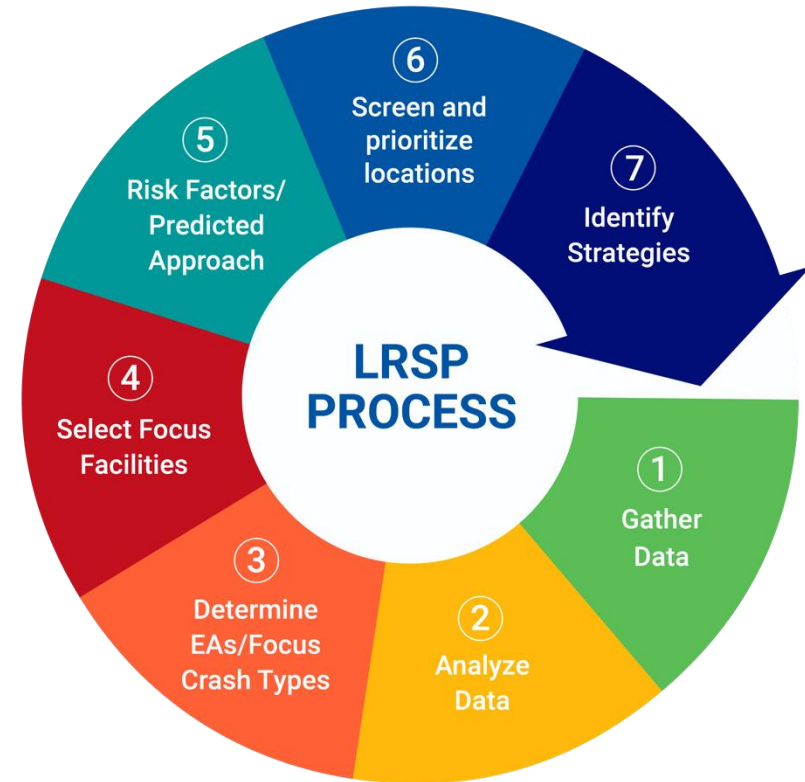 LRSP
PROCESS
①
Gather
Data
②
Analyze
Data
③
Determine
EAs/Focus
Crash Types
④
Select Focus
Facilities
⑤
Risk Factors/
Predicted
Approach
⑥
Screen and
prioritize
locations
⑦
Identify
Strategies